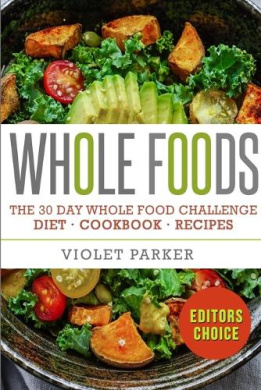 WHOLE FOODS
THE 30 DAY WHOLE FOOD CHALLENGE
DIET · COOKBOOK · RECIPES
VIOLET PARKER
EDITORS
CHOICE